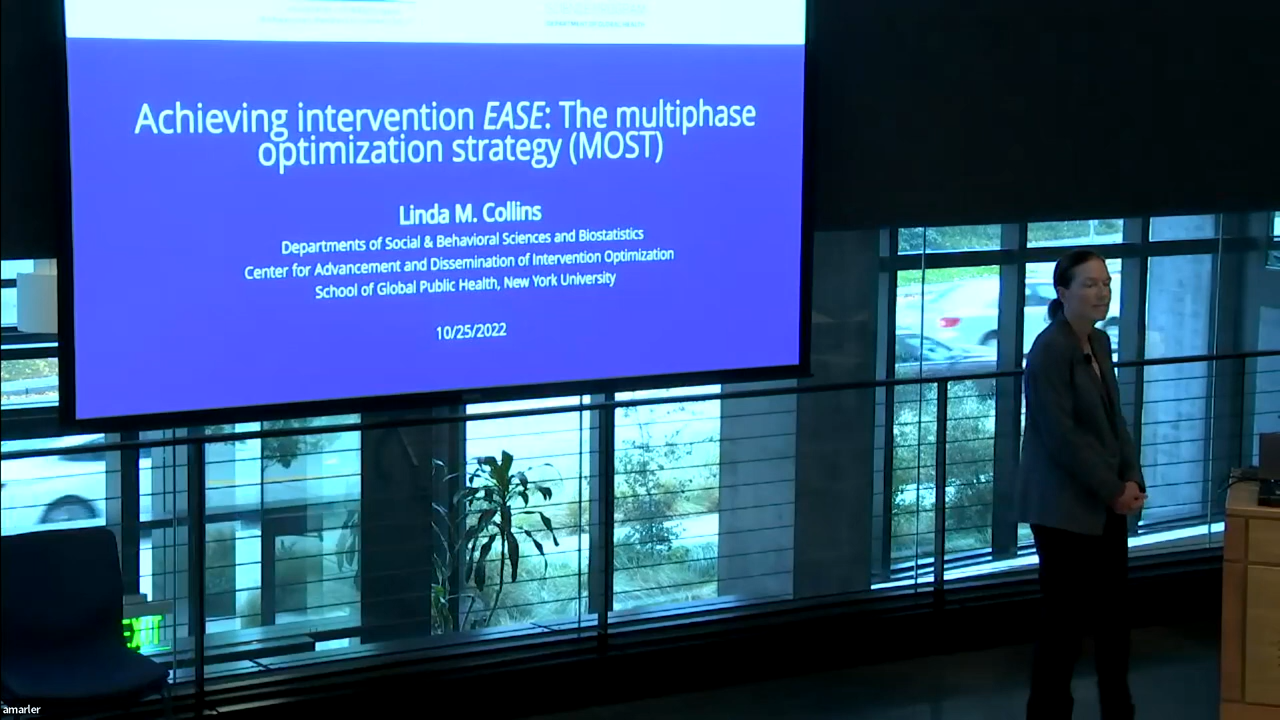 Achieving intervention EASE: The multiphase
optimization strategy (MOST)
Linda M. Collins
Departments of Social & Behavioral Sciences and Biostatistics
Center for Advancement and Dissemination of Intervention Optimization
School of Global Public Health, New York University
10/25/2022
EXIT
amarler